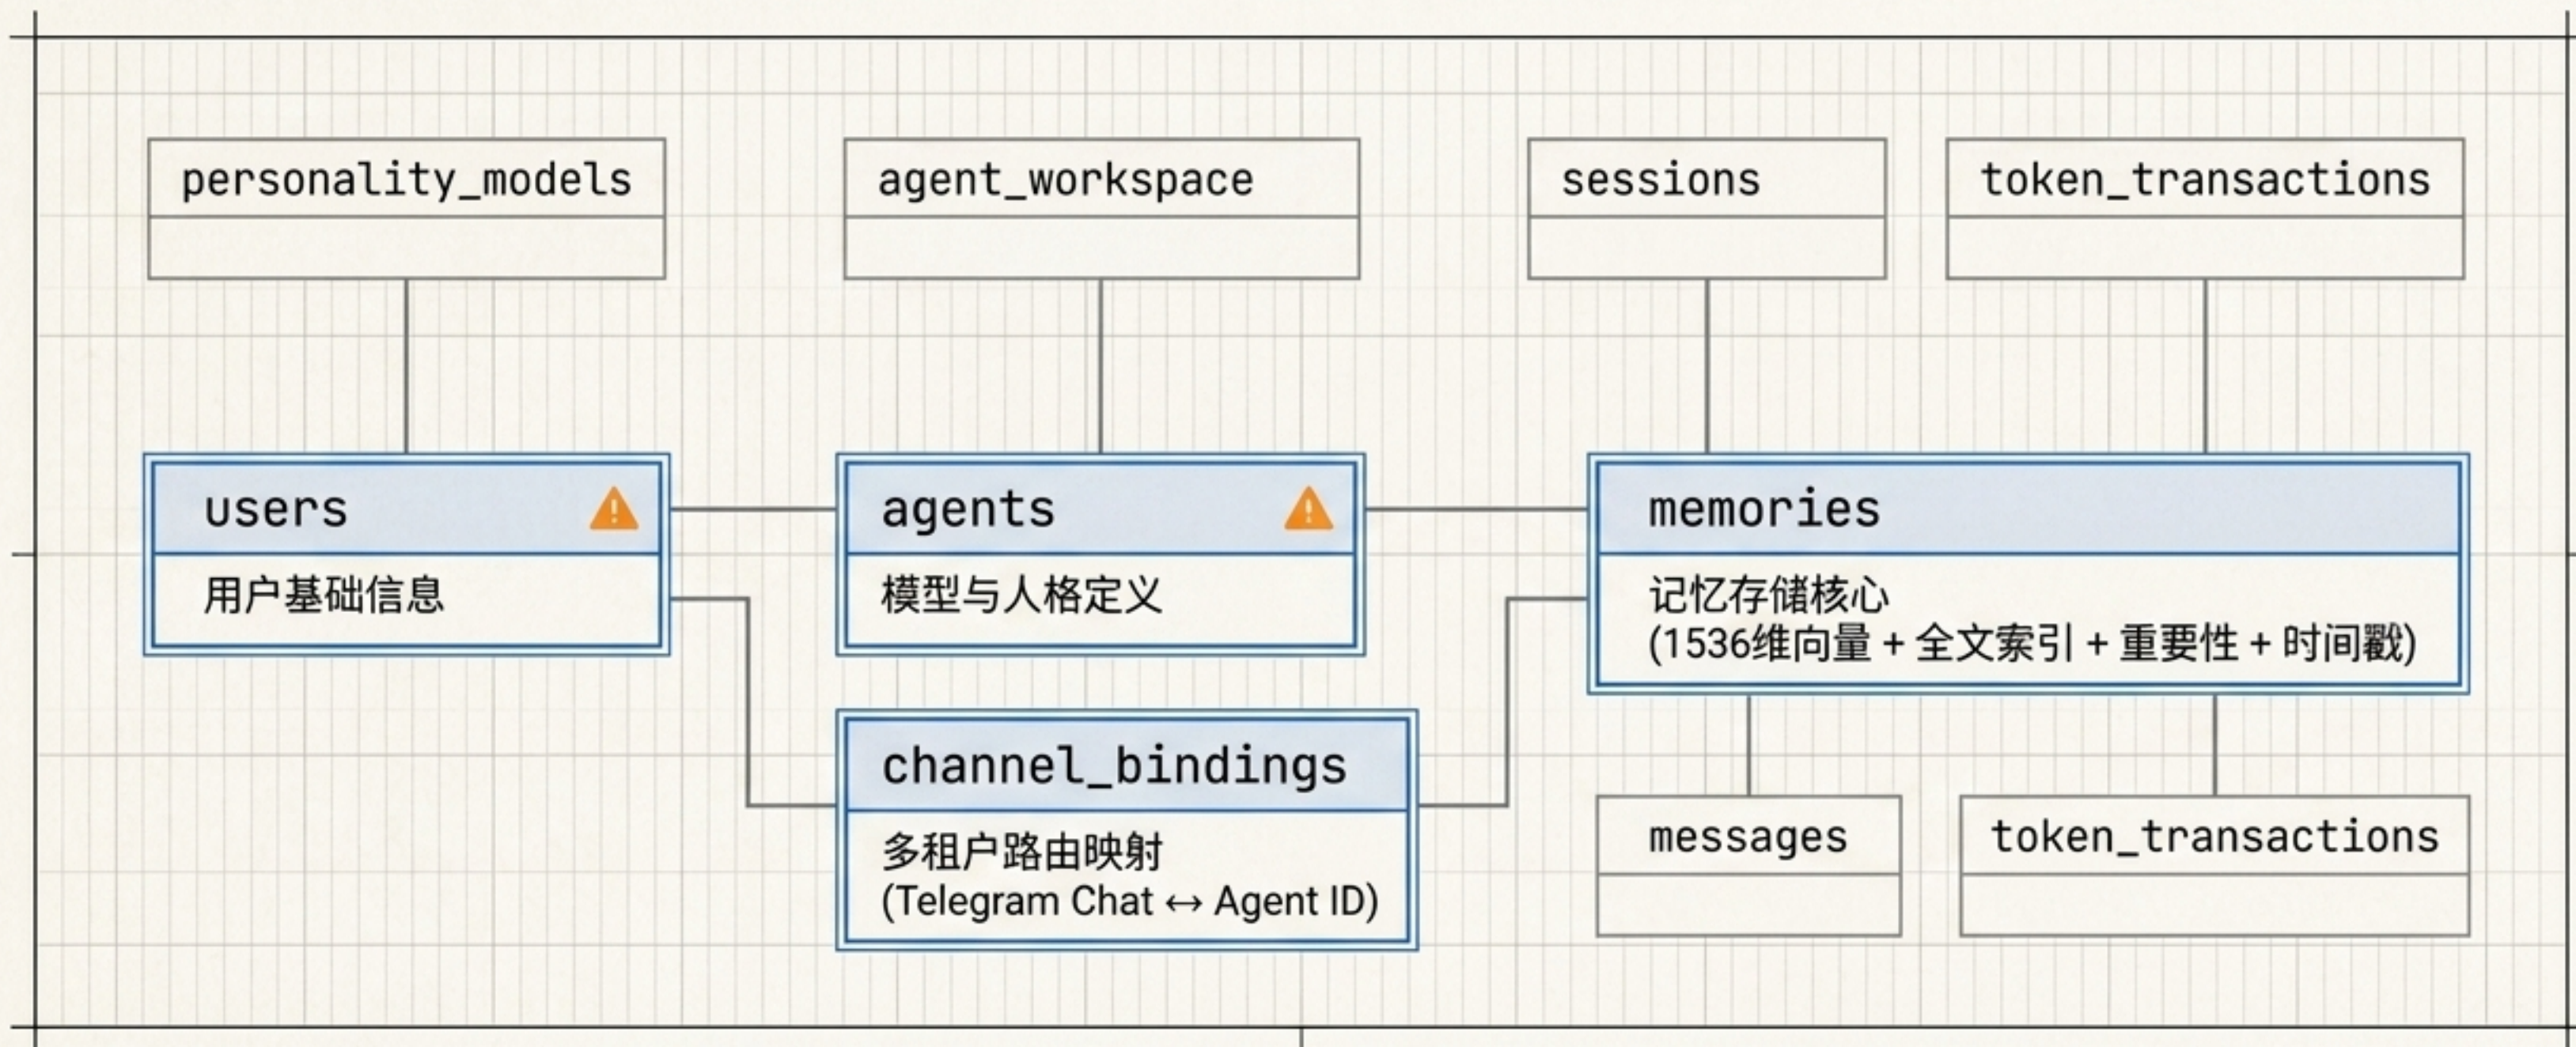 personality_models
agent_workspace
sessions
token_transactions
users
agents
memories
用户基础信息
模型与人格定义
记忆存储核心
(1536维向量 + 全文索引 + 重要性 + 时间戳)
channel_bindings
多租户路由映射
(Telegram Chat ↔ Agent ID)
messages
token_transactions